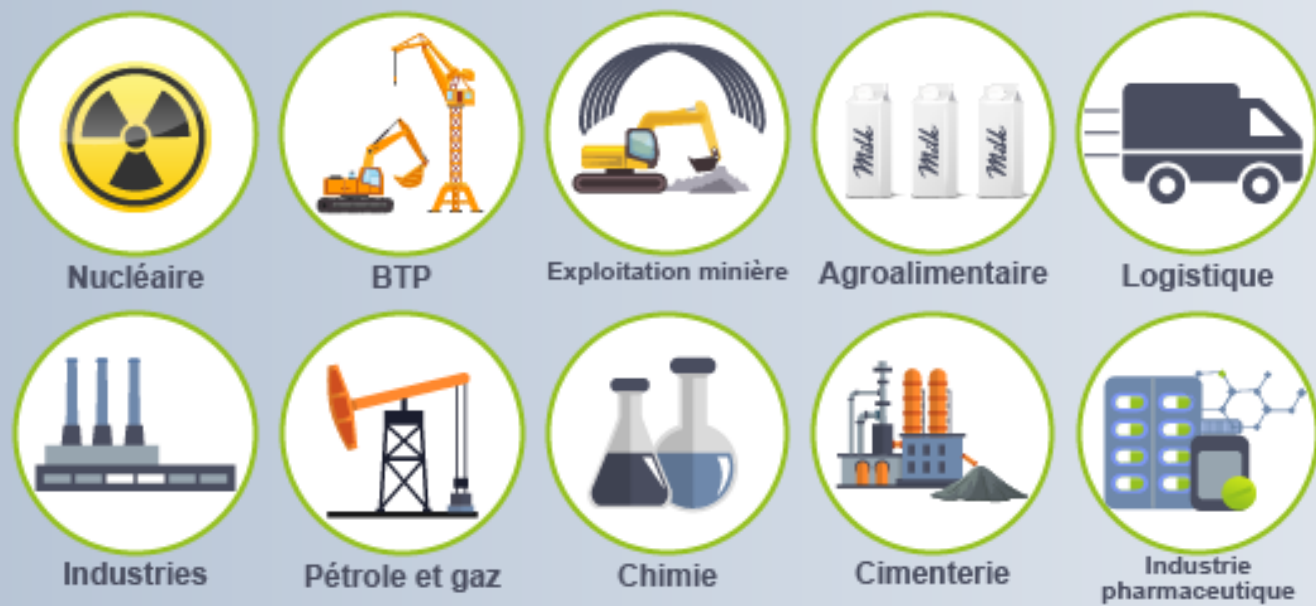 Milk Milk Milk
Nucléaire BTP Exploitation minière Agroalimentaire Logistique
Industries Pétrole et gaz Chimie Cimenterie Industrie
pharmaceutique